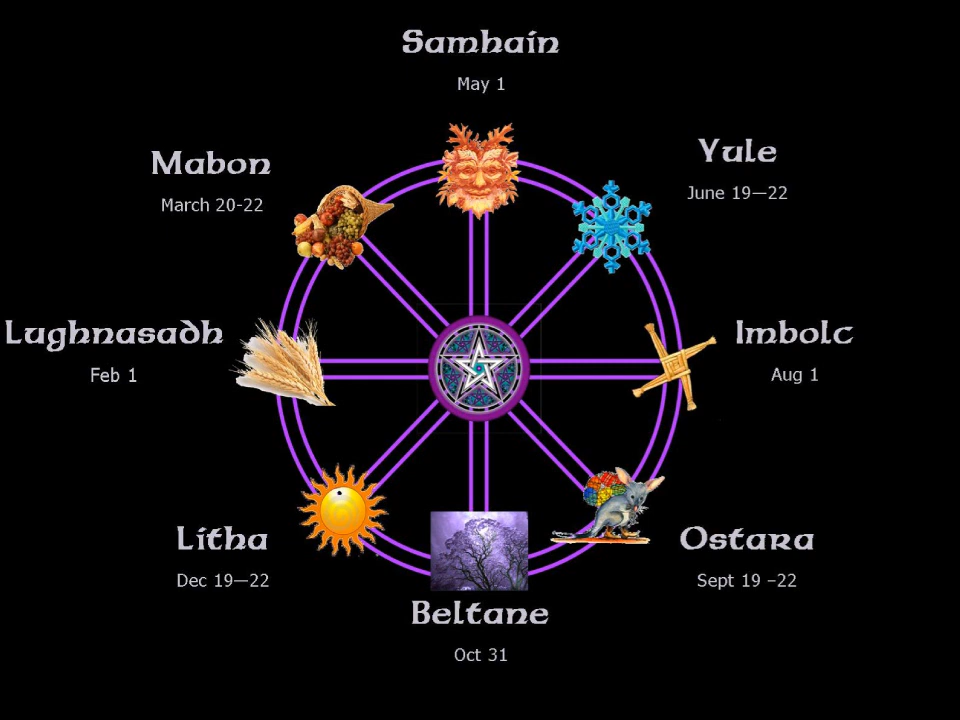 Samhain
May 1
Yule
June 19—22
Mabon
March 20-22
Lughnasadh
Feb 1
Imbolc
Aug 1
Litha
Dec 19—22
Ostara
Sept 19 –22
Beltane
Oct 31